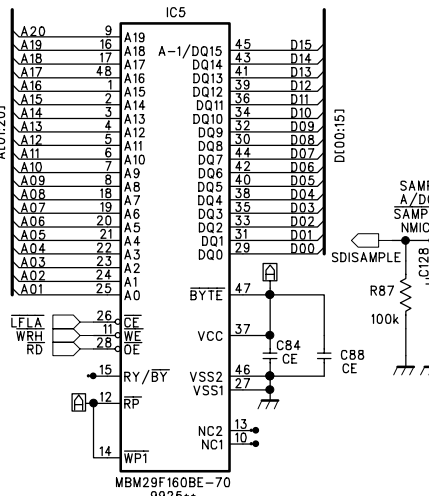 IC5
A20 9 A19 A-1/DQ15 45 D15
A19 16 A18 DQ14 43 D14
A18 17 A17 DQ13 41 D13
A17 48 A16 DQ12 39 D12
A16 1 A15 DQ11 36 D11
A15 2 A14 DQ10 34 D10
A14 3 A13 DQ9 32 D09
A13 4 A12 DQ8 30 D08
A12 5 A11 DQ7 44 D07
A11 6 A10 DQ6 42 D06
A10 7 A9 DQ5 40 D05
A09 8 A8 DQ4 38 D04
A08 18 A7 DQ3 35 D03
A07 19 A6 DQ2 33 D02
A06 20 A5 DQ1 31 D01
A05 21 A4 DQ0 29 D00
A04 22 A3
A03 23 A2
A02 24 A1
A01 25 A0
A[01:20]
D[00:15]
A
BYTE 47
LFLA 26 CE
WRH 11 WE
RD 28 OE
VCC 37
C84
CE
C88
CE
15 RY/BY
VSS2 46
VSS1 27
A 12 RP
NC2 13
NC1 10
14 WP1
MBM29F160BE-70
SDISAMPLE
R87
100k
C128
NMIC